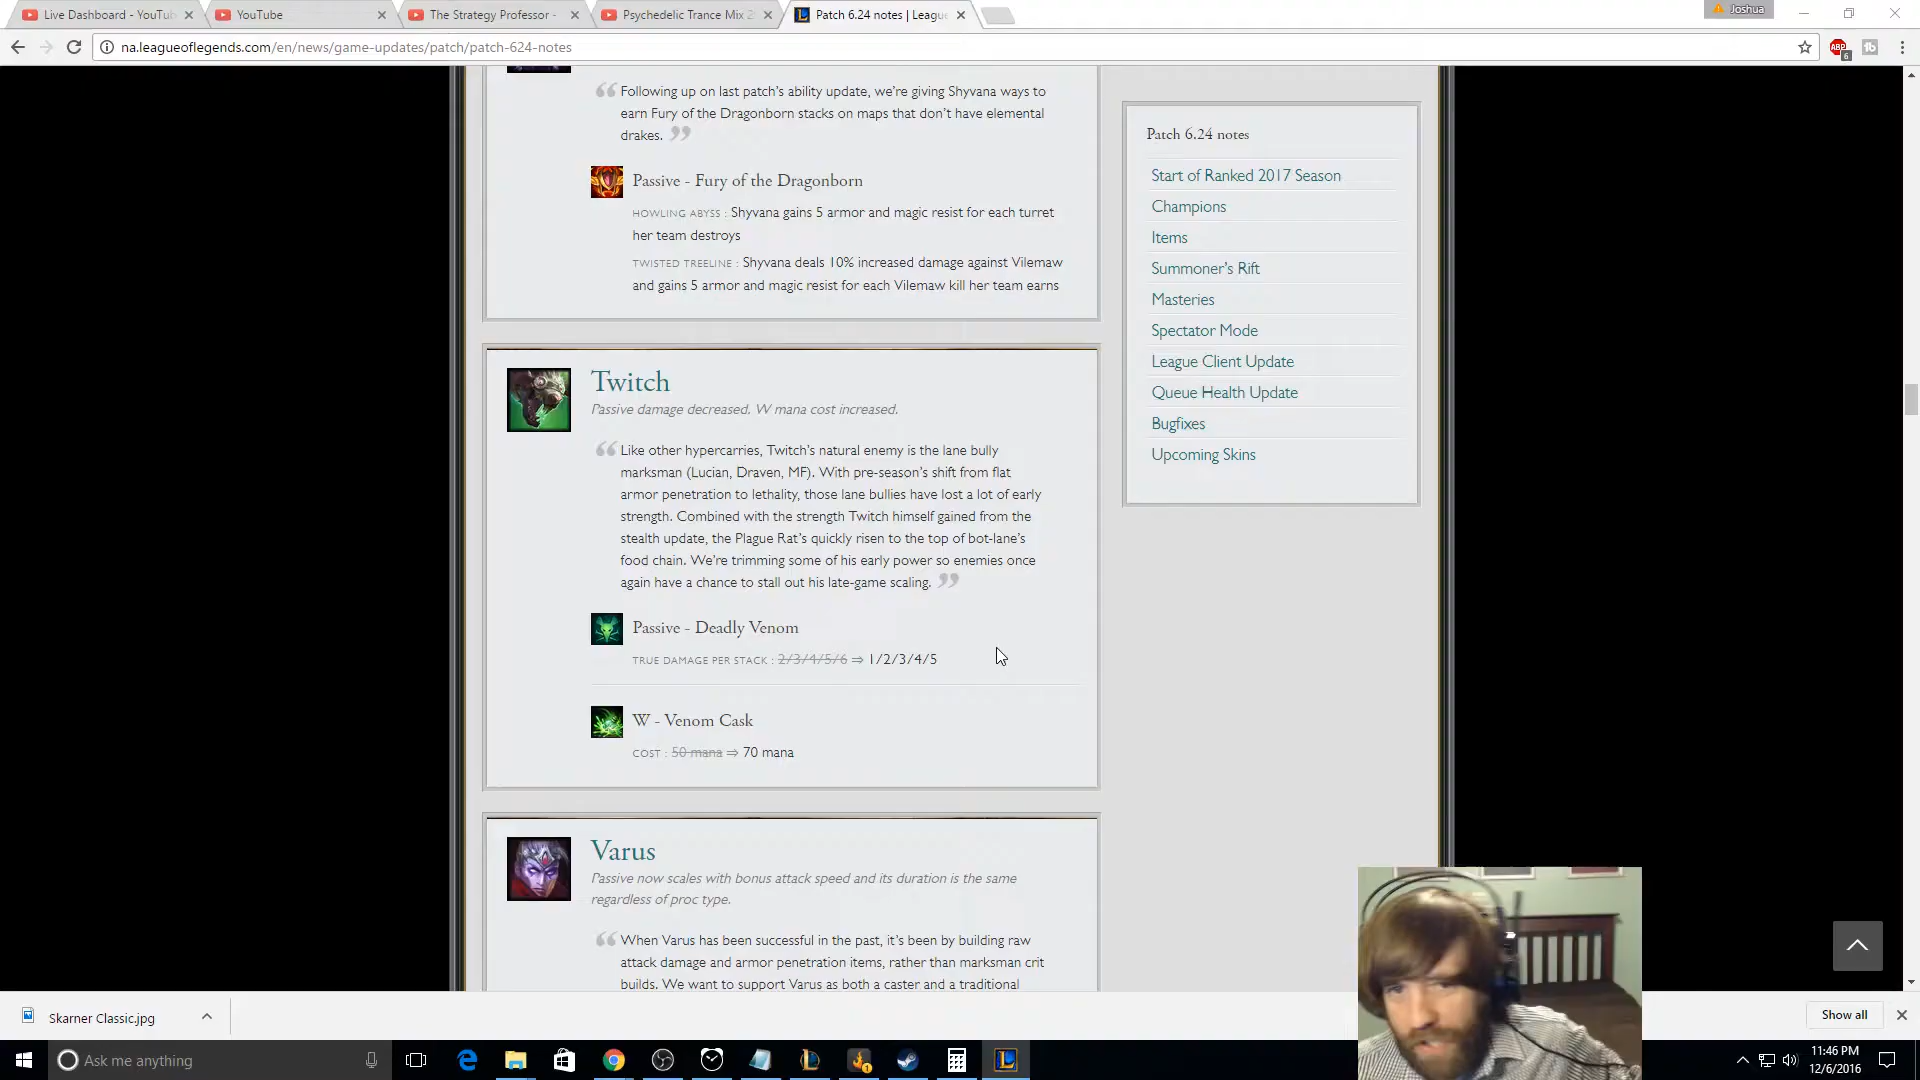 Live Dashboard - YouTub
YouTube
The Strategy Professor -
Psychedelic Trance Mix 2
Patch 6.24 notes | Leagu
Joshua
na.leagueoflegends.com/en/news/game-updates/patch/patch-624-notes
ABP
6
Following up on last patch's ability update, we're giving Shyvana ways to
earn Fury of the Dragonborn stacks on maps that don't have elemental
drakes.
Passive - Fury of the Dragonborn
HOWLING ABYSS : Shyvana gains 5 armor and magic resist for each turret
her team destroys
TWISTED TREELINE : Shyvana deals 10% increased damage against Vilemaw
and gains 5 armor and magic resist for each Vilemaw kill her team earns
Twitch
Passive damage decreased. W mana cost increased.
Like other hypercarries, Twitch's natural enemy is the lane bully
marksman (Lucian, Draven, MF). With pre-season's shift from flat
armor penetration to lethality, those lane bullies have lost a lot of early
strength. Combined with the strength Twitch himself gained from the
stealth update, the Plague Rat's quickly risen to the top of bot-lane's
food chain. We're trimming some of his early power so enemies once
again have a chance to stall out his late-game scaling.
Passive - Deadly Venom
TRUE DAMAGE PER STACK : 2/3/4/5/6 ⇒ 1/2/3/4/5
W - Venom Cask
COST : 50 mana ⇒ 70 mana
Varus
Passive now scales with bonus attack speed and its duration is the same
regardless of proc type.
When Varus has been successful in the past, it's been by building raw
attack damage and armor penetration items, rather than marksman crit
builds. We want to support Varus as both a caster and a traditional
Patch 6.24 notes
Start of Ranked 2017 Season
Champions
Items
Summoner's Rift
Masteries
Spectator Mode
League Client Update
Queue Health Update
Bugfixes
Upcoming Skins
Skarner Classic.jpg
Show all
Ask me anything
11:46 PM
12/6/2016